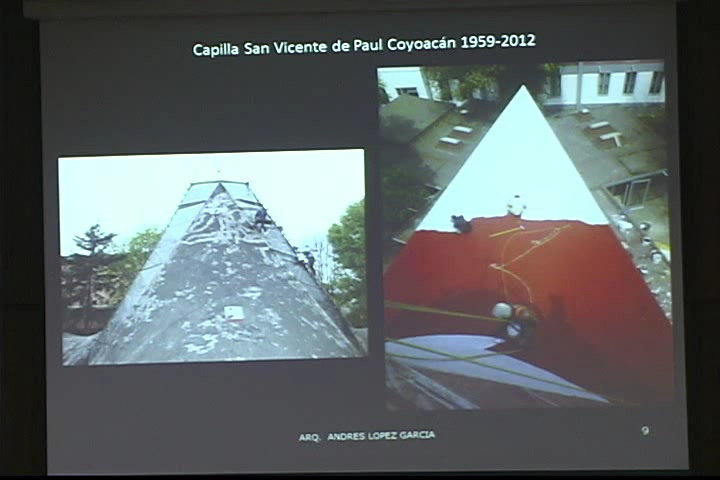 Capilla San Vicente de Paul Coyoacán 1959-2012
ARQ. ANDRES LOPEZ GARCIA
9